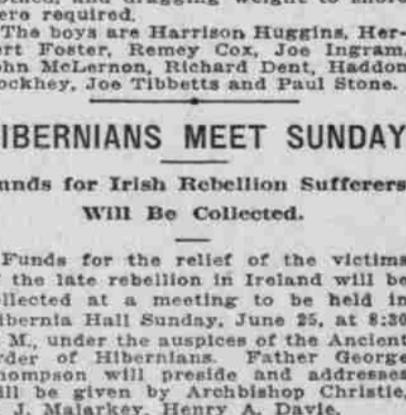 were required.
The boys are Harrison Huggins, Her-
ert Foster, Remey Cox, Joe Ingram,
ohn McLernon, Richard Dent, Haddon
ockhey, Joe Tibbetts and Paul Stone.
IBERNIANS MEET SUNDAY
unds for Irish Rebellion Sufferers
Will Be Collected.
Funds for the relief of the victims
f the late rebellion in Ireland will be
ollected at a meeting to be held in
ibernia Hall Sunday, June 25, at 8:30
. M., under the auspices of the Ancient
rder of Hibernians. Father George
hompson will preside and addresses
ill be given by Archbishop Christie,
. J. Malarkey, Henry A. Davie,